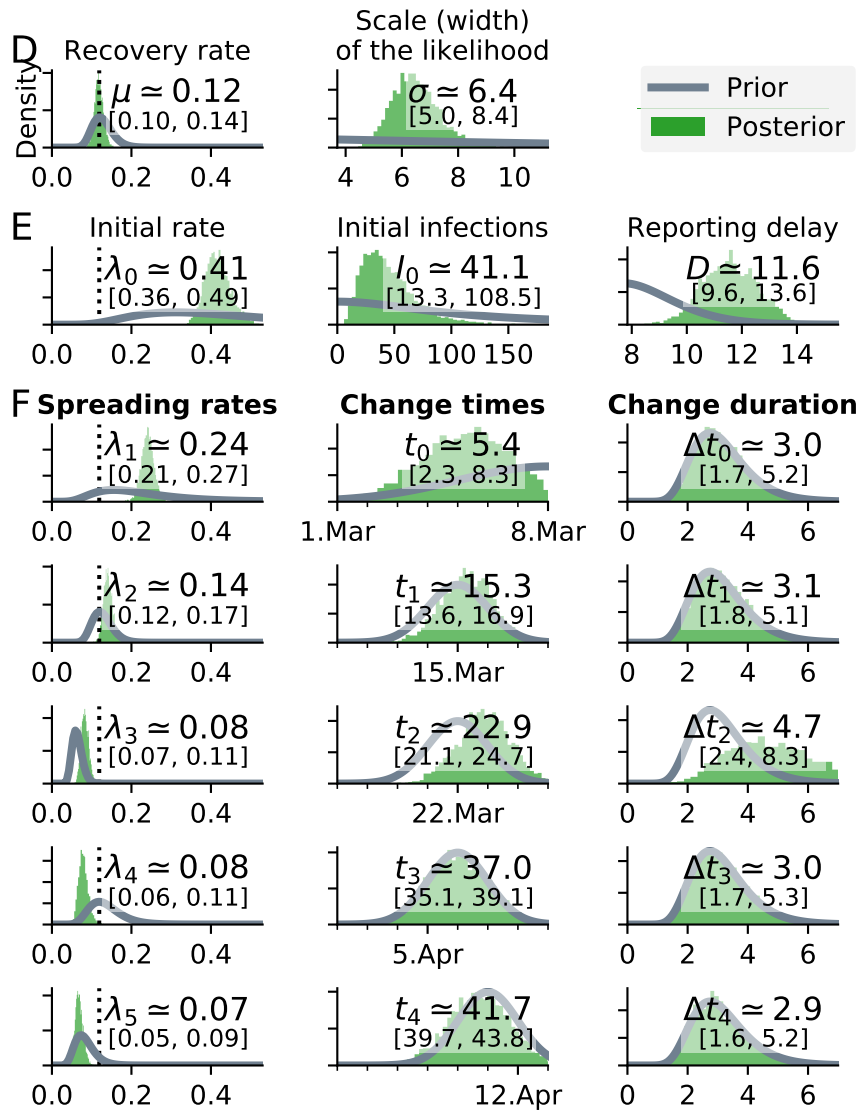 D
Recovery rate
Scale (width)
of the likelihood
Density
μ ≃ 0.12
[0.10, 0.14]
0.0 0.2 0.4
σ ≃ 6.4
[5.0, 8.4]
4 6 8 10
Prior
Posterior
E
Initial rate
Initial infections
Reporting delay
λ0 ≃ 0.41
[0.36, 0.49]
0.0 0.2 0.4
I0 ≃ 41.1
[13.3, 108.5]
0 50 100 150
D ≃ 11.6
[9.6, 13.6]
8 10 12 14
F
Spreading rates
Change times
Change duration
λ1 ≃ 0.24
[0.21, 0.27]
0.0 0.2 0.4
t0 ≃ 5.4
[2.3, 8.3]
1.Mar 8.Mar
Δt0 ≃ 3.0
[1.7, 5.2]
0 2 4 6
λ2 ≃ 0.14
[0.12, 0.17]
0.0 0.2 0.4
t1 ≃ 15.3
[13.6, 16.9]
15.Mar
Δt1 ≃ 3.1
[1.8, 5.1]
0 2 4 6
λ3 ≃ 0.08
[0.07, 0.11]
0.0 0.2 0.4
t2 ≃ 22.9
[21.1, 24.7]
22.Mar
Δt2 ≃ 4.7
[2.4, 8.3]
0 2 4 6
λ4 ≃ 0.08
[0.06, 0.11]
0.0 0.2 0.4
t3 ≃ 37.0
[35.1, 39.1]
5.Apr
Δt3 ≃ 3.0
[1.7, 5.3]
0 2 4 6
λ5 ≃ 0.07
[0.05, 0.09]
0.0 0.2 0.4
t4 ≃ 41.7
[39.7, 43.8]
12.Apr
Δt4 ≃ 2.9
[1.6, 5.2]
0 2 4 6